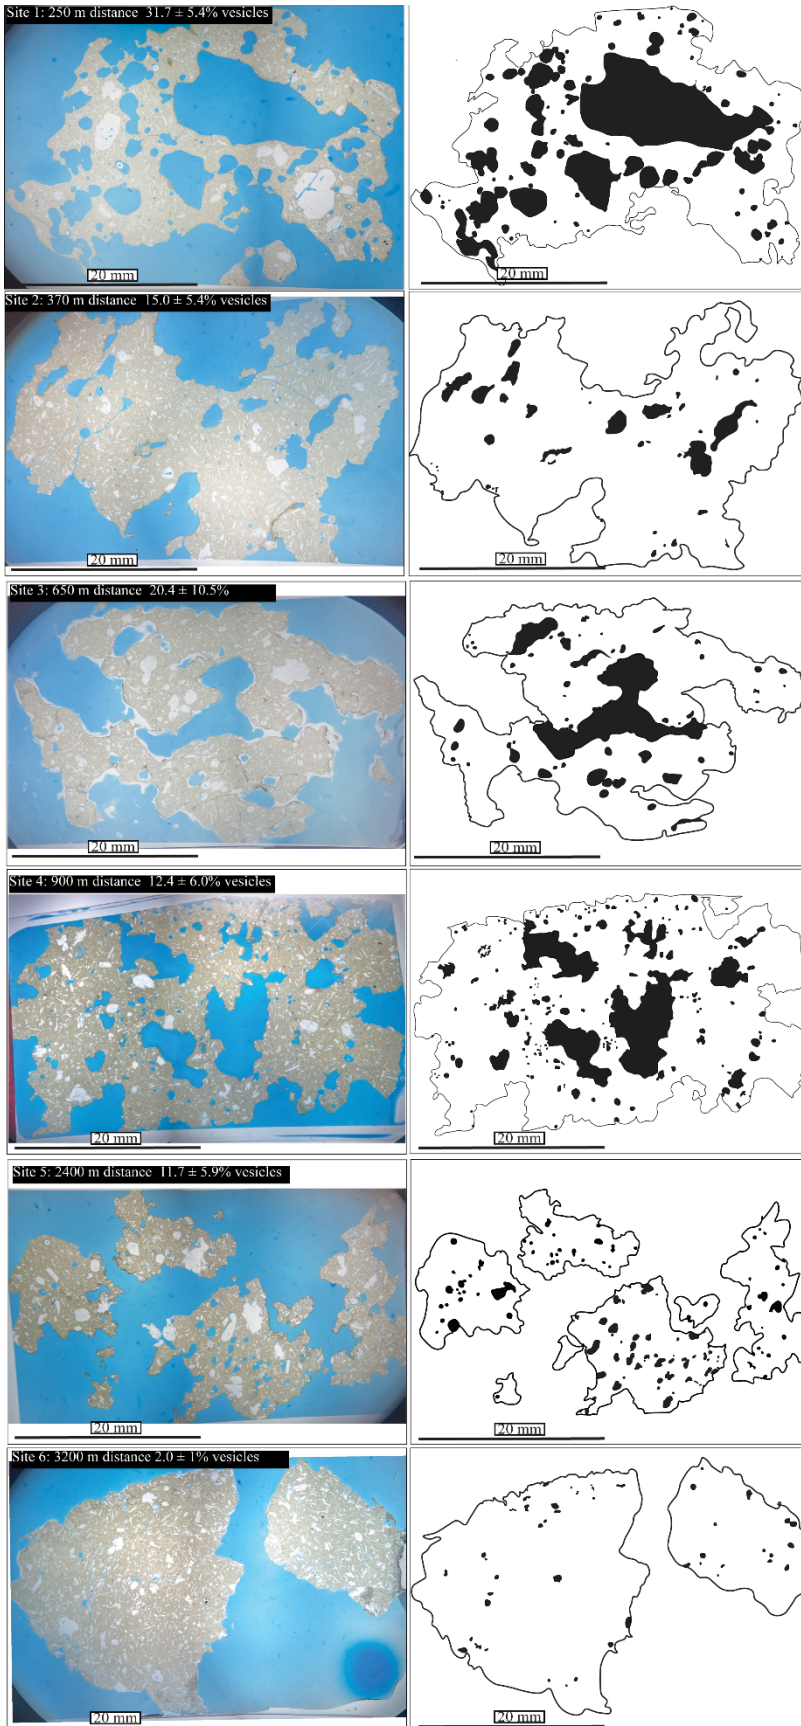 Site 1: 250 m distance 31.7 ± 5.4% vesicles
20 mm
20 mm
Site 2: 370 m distance 15.0 ± 5.4% vesicles
20 mm
20 mm
Site 3: 650 m distance 20.4 ± 10.5%
20 mm
20 mm
Site 4: 900 m distance 12.4 ± 6.0% vesicles
20 mm
20 mm
Site 5: 2400 m distance 11.7 ± 5.9% vesicles
20 mm
20 mm
Site 6: 3200 m distance 2.0 ± 1% vesicles
20 mm
20 mm